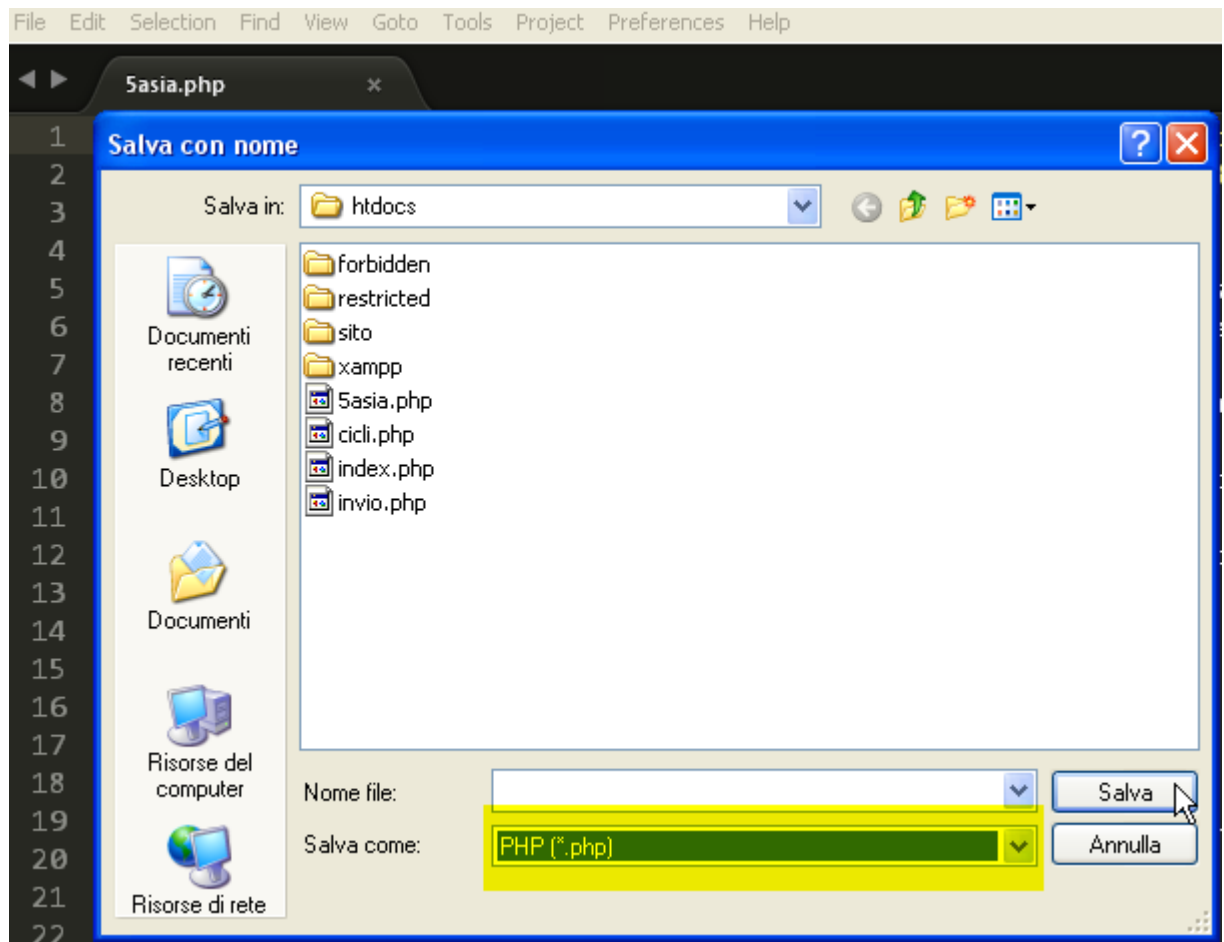 File Edit Selection Find View Goto Tools Project Preferences Help
5asia.php
Salva con nome
Salva in: htdocs
forbidden
restricted
sito
xampp
5asia.php
cicli.php
index.php
invio.php
Documenti
recenti
Desktop
Documenti
Risorse del
computer
Risorse di rete
Nome file:
Salva
Salva come: PHP (*.php)
Annulla
1
2
3
4
5
6
7
8
9
10
11
12
13
14
15
16
17
18
19
20
21
22